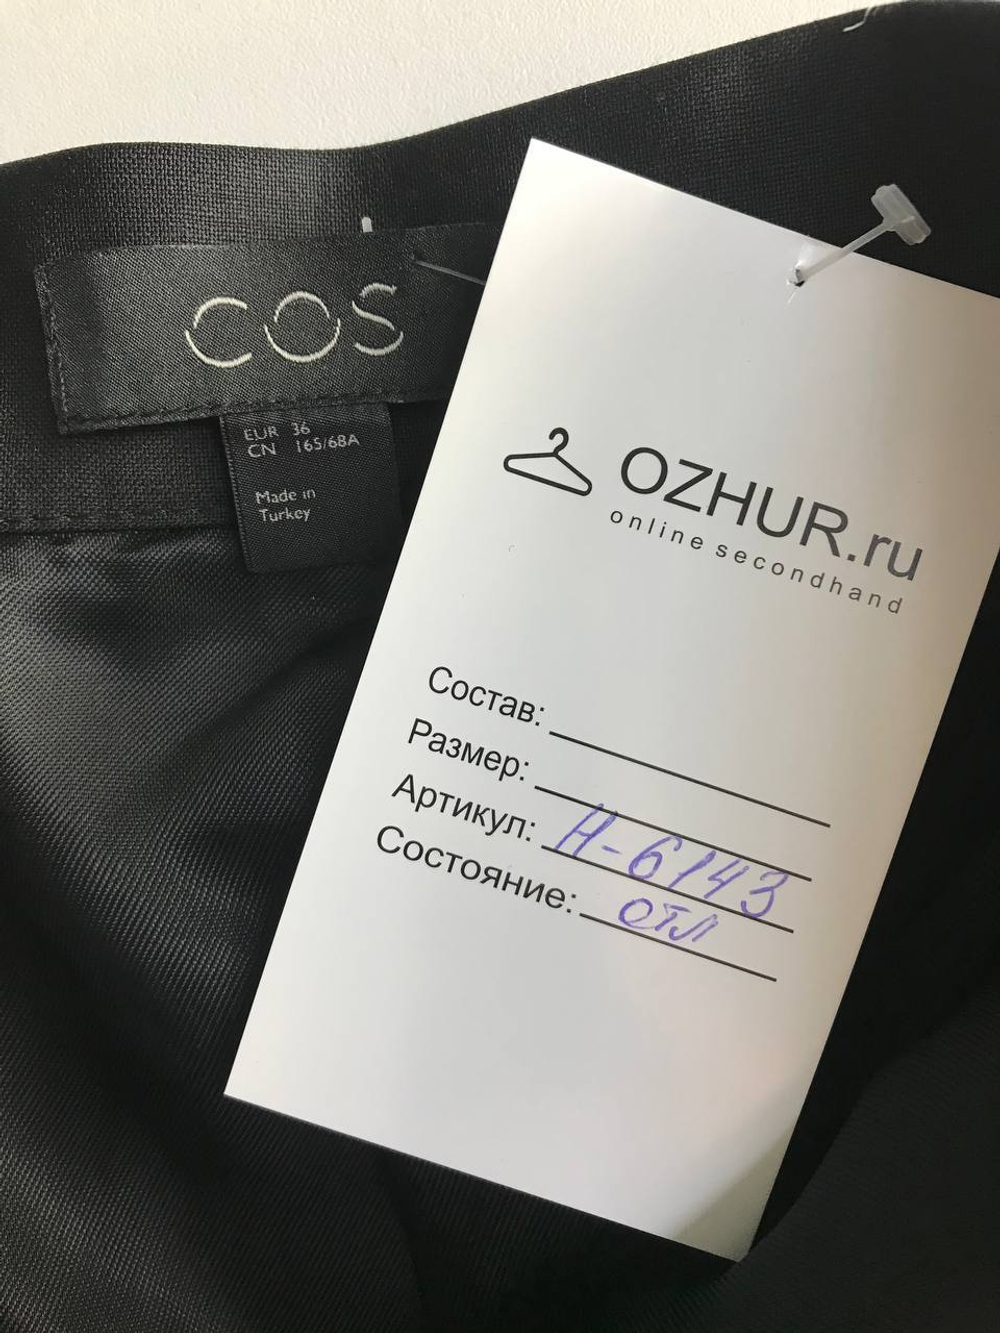 COS
EUR 36
CN 165/68A
Made in
Turkey
OZHUR.ru
online secondhand
Состав:
Размер:
Артикул: Н-6143
Состояние: отл